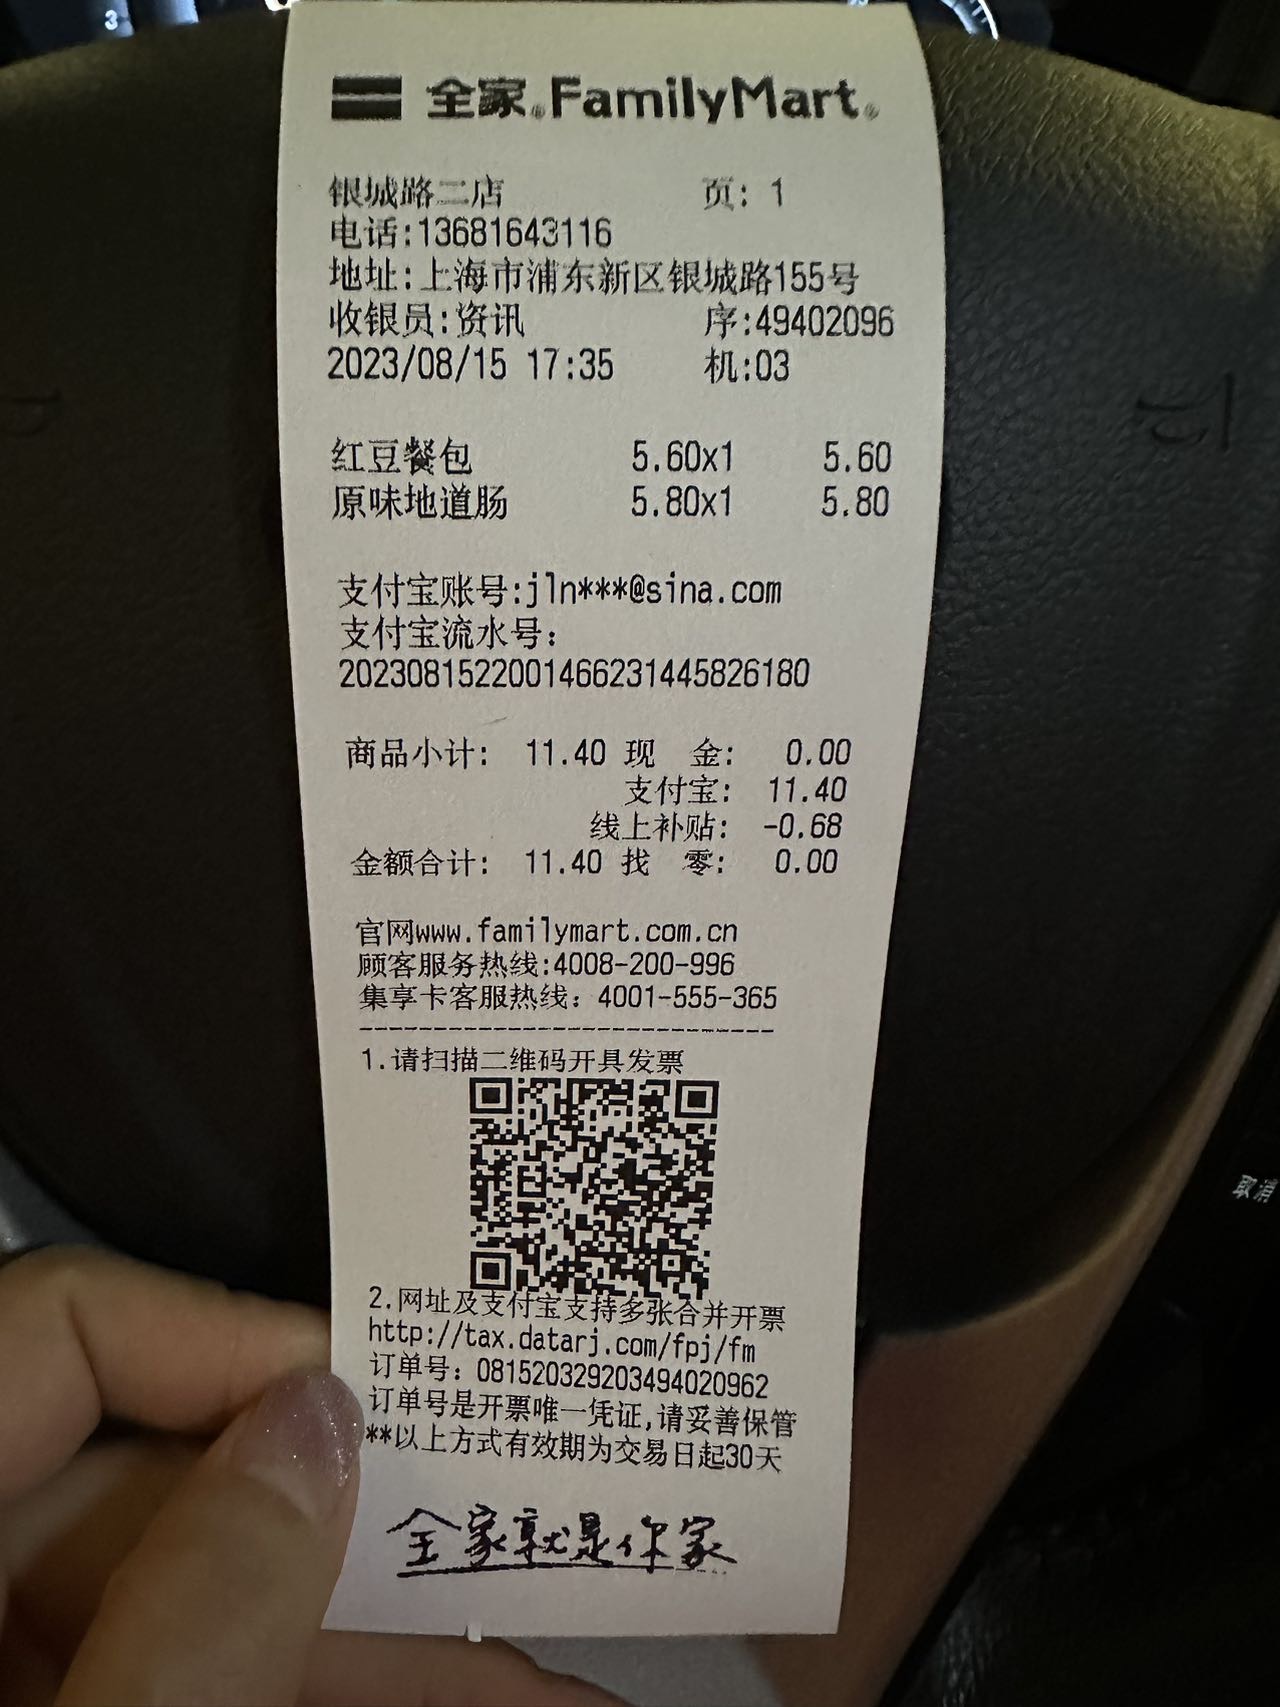 全家®FamilyMart®
银城路二店 页: 1
电话:13681643116
地址:上海市浦东新区银城路155号
收银员:资讯 序:49402096
2023/08/15 17:35 机:03
红豆餐包 5.60x1 5.60
原味地道肠 5.80x1 5.80
支付宝账号:jln***@sina.com
支付宝流水号:
2023081522001466231445826180
商品小计: 11.40 现 金: 0.00
支付宝: 11.40
线上补贴: -0.68
金额合计: 11.40 找 零: 0.00
官网www.familymart.com.cn
顾客服务热线:4008-200-996
集享卡客服热线: 4001-555-365
1.请扫描二维码开具发票
2.网址及支付宝支持多张合并开票
http://tax.datarj.com/fpj/fm
订单号: 081520329203494020962
订单号是开票唯一凭证,请妥善保管
**以上方式有效期为交易日起30天
全家就是你家
取消
3